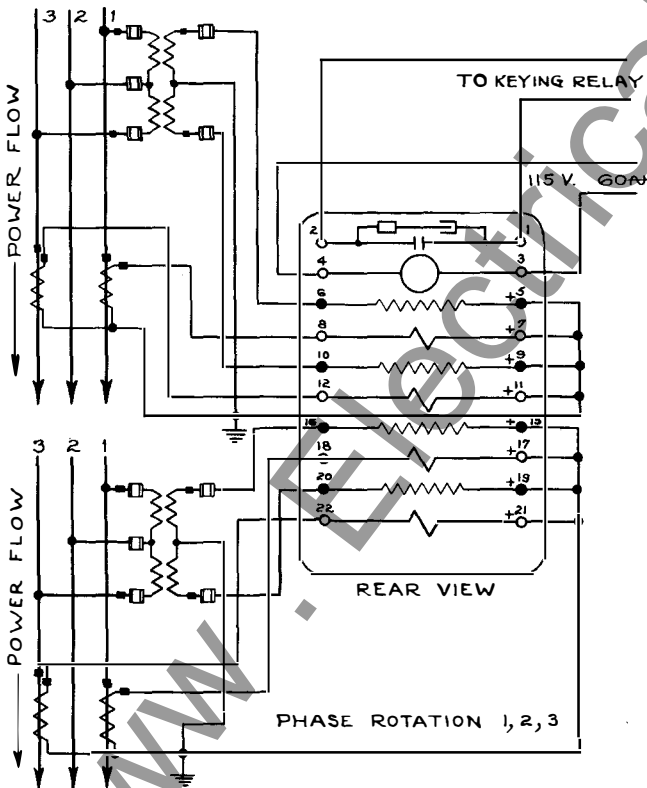 3 2 1
TO KEYING RELAY
POWER FLOW
115 V. 60~
2 1
4 3
6 +5
8 +7
10 +9
12 +11
18 +17
20 +19
22 +21
3 2 1
POWER FLOW
REAR VIEW
PHASE ROTATION 1, 2, 3
www.Electrica